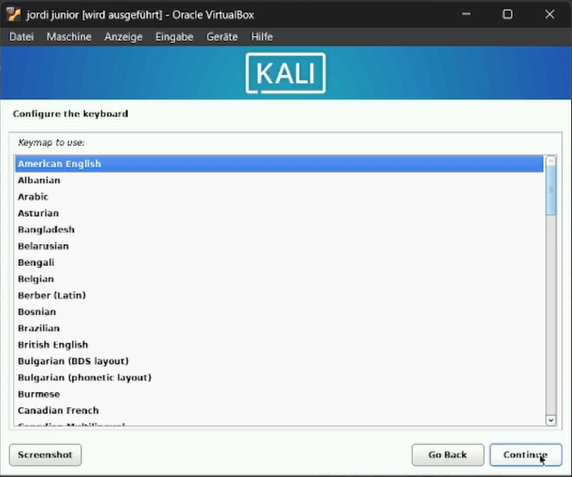 jordi junior [wird ausgeführt] - Oracle VirtualBox
Datei Maschine Anzeige Eingabe Geräte Hilfe
KALI
Configure the keyboard
Keymap to use:
American English
Albanian
Arabic
Asturian
Bangladesh
Belarusian
Bengali
Belgian
Berber (Latin)
Bosnian
Brazilian
British English
Bulgarian (BDS layout)
Bulgarian (phonetic layout)
Burmese
Canadian French
Canadian Multilingual
Screenshot Go Back Continue